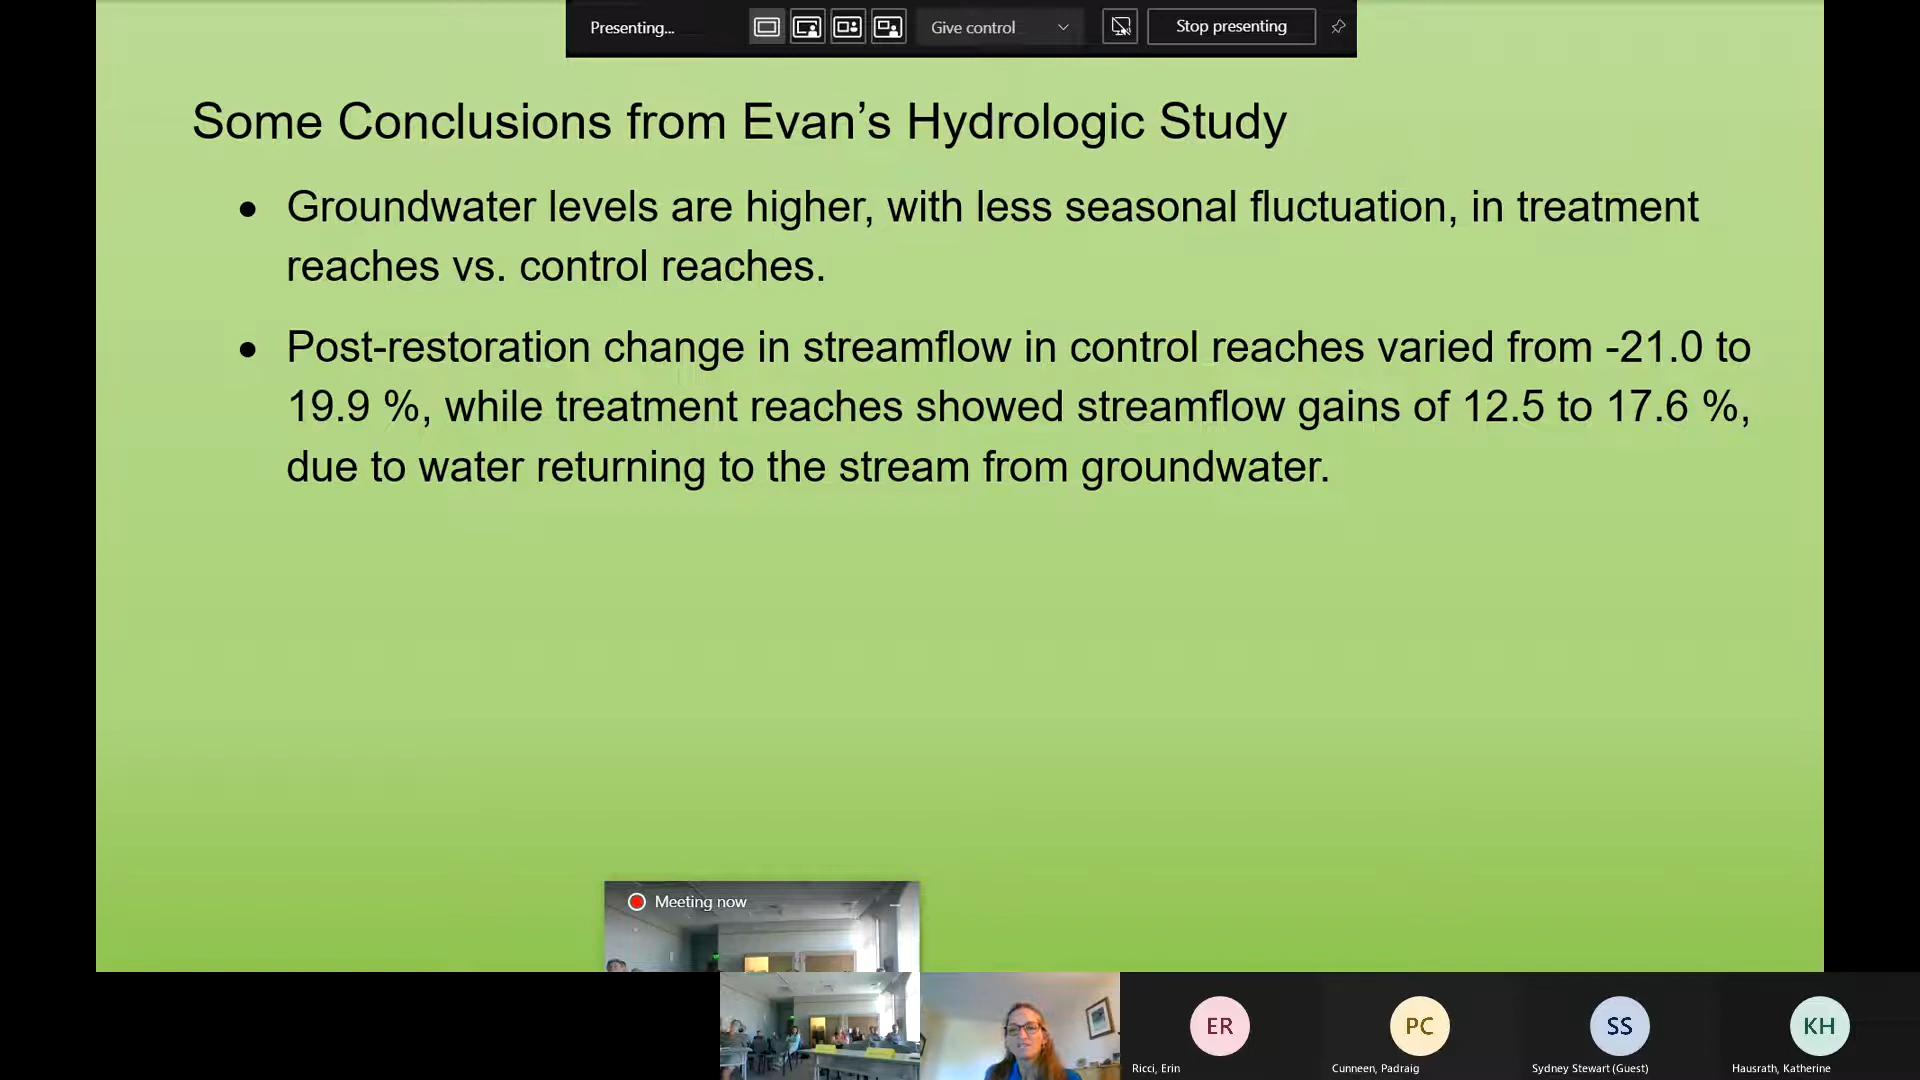 Presenting...
Give control
Stop presenting
Some Conclusions from Evan’s Hydrologic Study
• Groundwater levels are higher, with less seasonal fluctuation, in treatment
reaches vs. control reaches.
• Post-restoration change in streamflow in control reaches varied from -21.0 to
19.9 %, while treatment reaches showed streamflow gains of 12.5 to 17.6 %,
due to water returning to the stream from groundwater.
Meeting now
ER
PC
SS
KH
Ricci, Erin
Cunneen, Padraig
Sydney Stewart (Guest)
Hausrath, Katherine